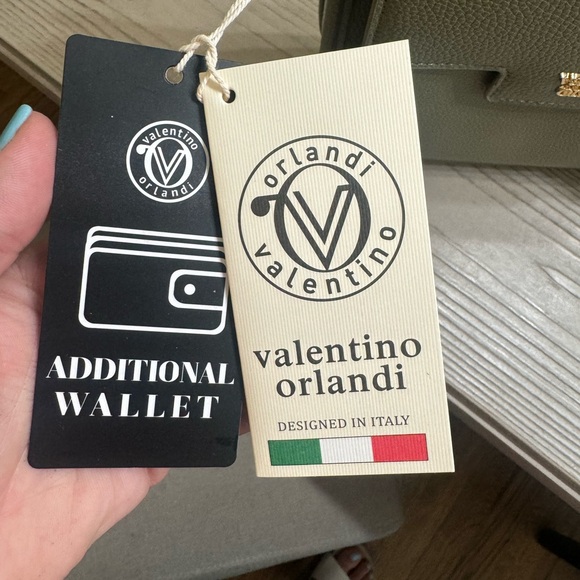 valentino
orlandi
ADDITIONAL
WALLET
orlandi
valentino
valentino
orlandi
DESIGNED IN ITALY